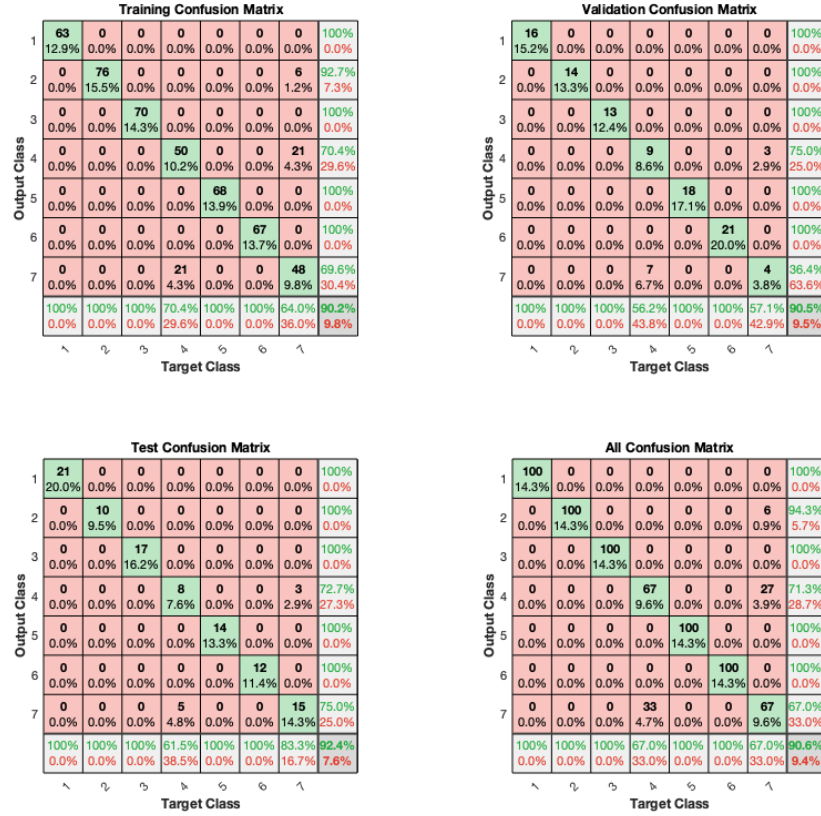 Training Confusion Matrix
1 63 0 0 0 0 0 0 100%
12.9% 0.0% 0.0% 0.0% 0.0% 0.0% 0.0% 0.0%
2 0 76 0 0 0 0 6 92.7%
0.0% 15.5% 0.0% 0.0% 0.0% 0.0% 1.2% 7.3%
3 0 0 70 0 0 0 0 100%
0.0% 0.0% 14.3% 0.0% 0.0% 0.0% 0.0% 0.0%
4 0 0 0 50 0 0 21 70.4%
0.0% 0.0% 0.0% 10.2% 0.0% 0.0% 4.3% 29.6%
5 0 0 0 0 68 0 0 100%
0.0% 0.0% 0.0% 0.0% 13.9% 0.0% 0.0% 0.0%
6 0 0 0 0 0 67 0 100%
0.0% 0.0% 0.0% 0.0% 0.0% 13.7% 0.0% 0.0%
7 0 0 0 21 0 0 48 69.6%
0.0% 0.0% 0.0% 4.3% 0.0% 0.0% 9.8% 30.4%
100% 100% 100% 70.4% 100% 100% 64.0% 90.2%
0.0% 0.0% 0.0% 29.6% 0.0% 0.0% 36.0% 9.8%
1 2 3 4 5 6 7
Target Class
Output Class
Validation Confusion Matrix
1 16 0 0 0 0 0 0 100%
15.2% 0.0% 0.0% 0.0% 0.0% 0.0% 0.0% 0.0%
2 0 14 0 0 0 0 0 100%
0.0% 13.3% 0.0% 0.0% 0.0% 0.0% 0.0% 0.0%
3 0 0 13 0 0 0 0 100%
0.0% 0.0% 12.4% 0.0% 0.0% 0.0% 0.0% 0.0%
4 0 0 0 9 0 0 3 75.0%
0.0% 0.0% 0.0% 8.6% 0.0% 0.0% 2.9% 25.0%
5 0 0 0 0 18 0 0 100%
0.0% 0.0% 0.0% 0.0% 17.1% 0.0% 0.0% 0.0%
6 0 0 0 0 0 21 0 100%
0.0% 0.0% 0.0% 0.0% 0.0% 20.0% 0.0% 0.0%
7 0 0 0 7 0 0 4 36.4%
0.0% 0.0% 0.0% 6.7% 0.0% 0.0% 3.8% 63.6%
100% 100% 100% 56.2% 100% 100% 57.1% 90.5%
0.0% 0.0% 0.0% 43.8% 0.0% 0.0% 42.9% 9.5%
1 2 3 4 5 6 7
Target Class
Output Class
Test Confusion Matrix
1 21 0 0 0 0 0 0 100%
20.0% 0.0% 0.0% 0.0% 0.0% 0.0% 0.0% 0.0%
2 0 10 0 0 0 0 0 100%
0.0% 9.5% 0.0% 0.0% 0.0% 0.0% 0.0% 0.0%
3 0 0 17 0 0 0 0 100%
0.0% 0.0% 16.2% 0.0% 0.0% 0.0% 0.0% 0.0%
4 0 0 0 8 0 0 3 72.7%
0.0% 0.0% 0.0% 7.6% 0.0% 0.0% 2.9% 27.3%
5 0 0 0 0 14 0 0 100%
0.0% 0.0% 0.0% 0.0% 13.3% 0.0% 0.0% 0.0%
6 0 0 0 0 0 12 0 100%
0.0% 0.0% 0.0% 0.0% 0.0% 11.4% 0.0% 0.0%
7 0 0 0 5 0 0 15 75.0%
0.0% 0.0% 0.0% 4.8% 0.0% 0.0% 14.3% 25.0%
100% 100% 100% 61.5% 100% 100% 83.3% 92.4%
0.0% 0.0% 0.0% 38.5% 0.0% 0.0% 16.7% 7.6%
1 2 3 4 5 6 7
Target Class
Output Class
All Confusion Matrix
1 100 0 0 0 0 0 0 100%
14.3% 0.0% 0.0% 0.0% 0.0% 0.0% 0.0% 0.0%
2 0 100 0 0 0 0 6 94.3%
0.0% 14.3% 0.0% 0.0% 0.0% 0.0% 0.9% 5.7%
3 0 0 100 0 0 0 0 100%
0.0% 0.0% 14.3% 0.0% 0.0% 0.0% 0.0% 0.0%
4 0 0 0 67 0 0 27 71.3%
0.0% 0.0% 0.0% 9.6% 0.0% 0.0% 3.9% 28.7%
5 0 0 0 0 100 0 0 100%
0.0% 0.0% 0.0% 0.0% 14.3% 0.0% 0.0% 0.0%
6 0 0 0 0 0 100 0 100%
0.0% 0.0% 0.0% 0.0% 0.0% 14.3% 0.0% 0.0%
7 0 0 0 33 0 0 67 67.0%
0.0% 0.0% 0.0% 4.7% 0.0% 0.0% 9.6% 33.0%
100% 100% 100% 67.0% 100% 100% 67.0% 90.6%
0.0% 0.0% 0.0% 33.0% 0.0% 0.0% 33.0% 9.4%
1 2 3 4 5 6 7
Target Class
Output Class